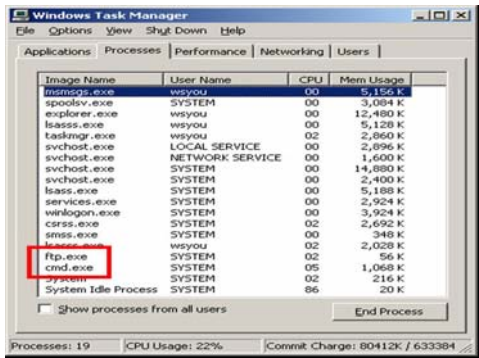 Windows Task Manager
File Options View Shut Down Help
Applications Processes Performance Networking Users
Image Name User Name CPU Mem Usage
msmsgs.exe wsyou 00 5,156 K
spoolsv.exe SYSTEM 00 3,084 K
explorer.exe wsyou 00 12,480 K
lsasss.exe wsyou 00 5,128 K
taskmgr.exe wsyou 02 2,860 K
svchost.exe LOCAL SERVICE 00 2,896 K
svchost.exe NETWORK SERVICE 00 1,600 K
svchost.exe SYSTEM 00 14,880 K
svchost.exe SYSTEM 00 2,400 K
lsass.exe SYSTEM 00 5,188 K
services.exe SYSTEM 00 2,924 K
winlogon.exe SYSTEM 00 3,924 K
csrss.exe SYSTEM 02 2,692 K
smss.exe SYSTEM 00 348 K
wsyou 02 2,028 K
ftp.exe SYSTEM 02 56 K
cmd.exe SYSTEM 05 1,068 K
System SYSTEM 02 216 K
System Idle Process SYSTEM 86 20 K
Show processes from all users End Process
Processes: 19 CPU Usage: 22% Commit Charge: 80412K / 633384